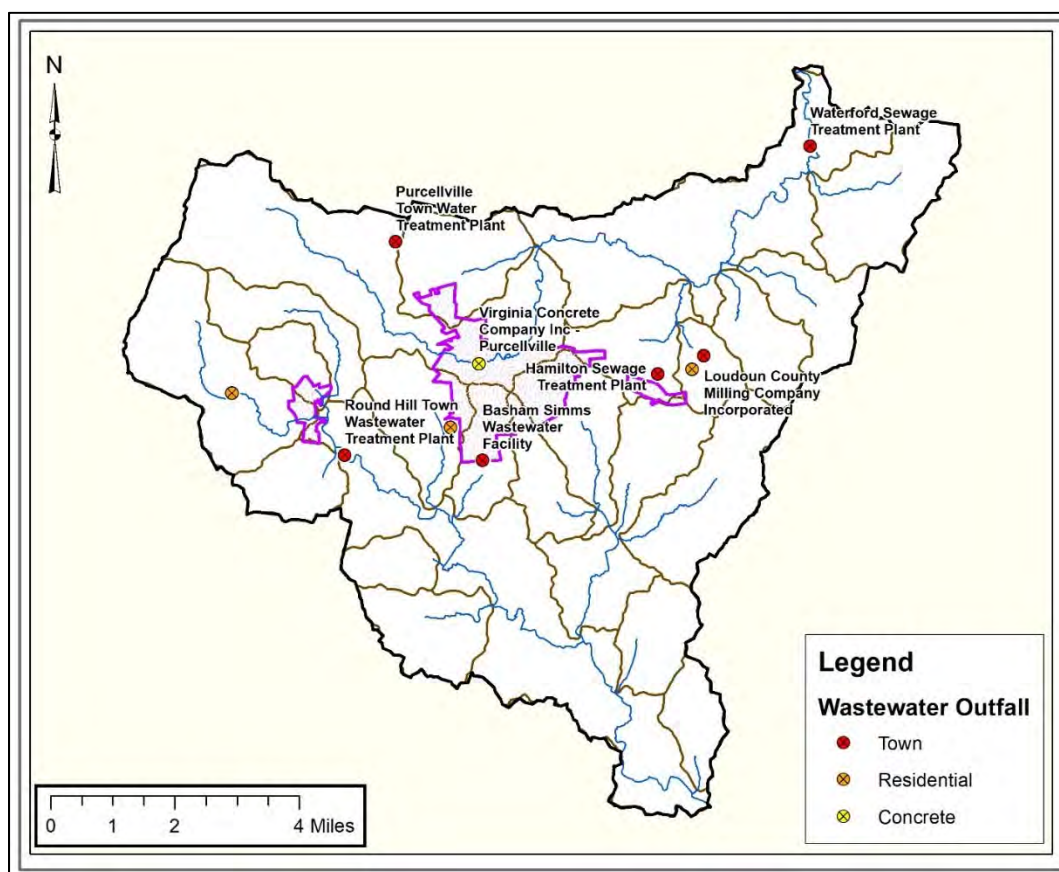 N
Waterford Sewage
Treatment Plant
Purcellville
Town Water
Treatment Plant
Virginia Concrete
Company Inc -
Purcellville
Hamilton Sewage
Treatment Plant
Loudoun County
Milling Company
Incorporated
Round Hill Town
Wastewater
Treatment Plant
Basham Simms
Wastewater
Facility
Legend
Wastewater Outfall
Town
Residential
Concrete
0 1 2 4 Miles